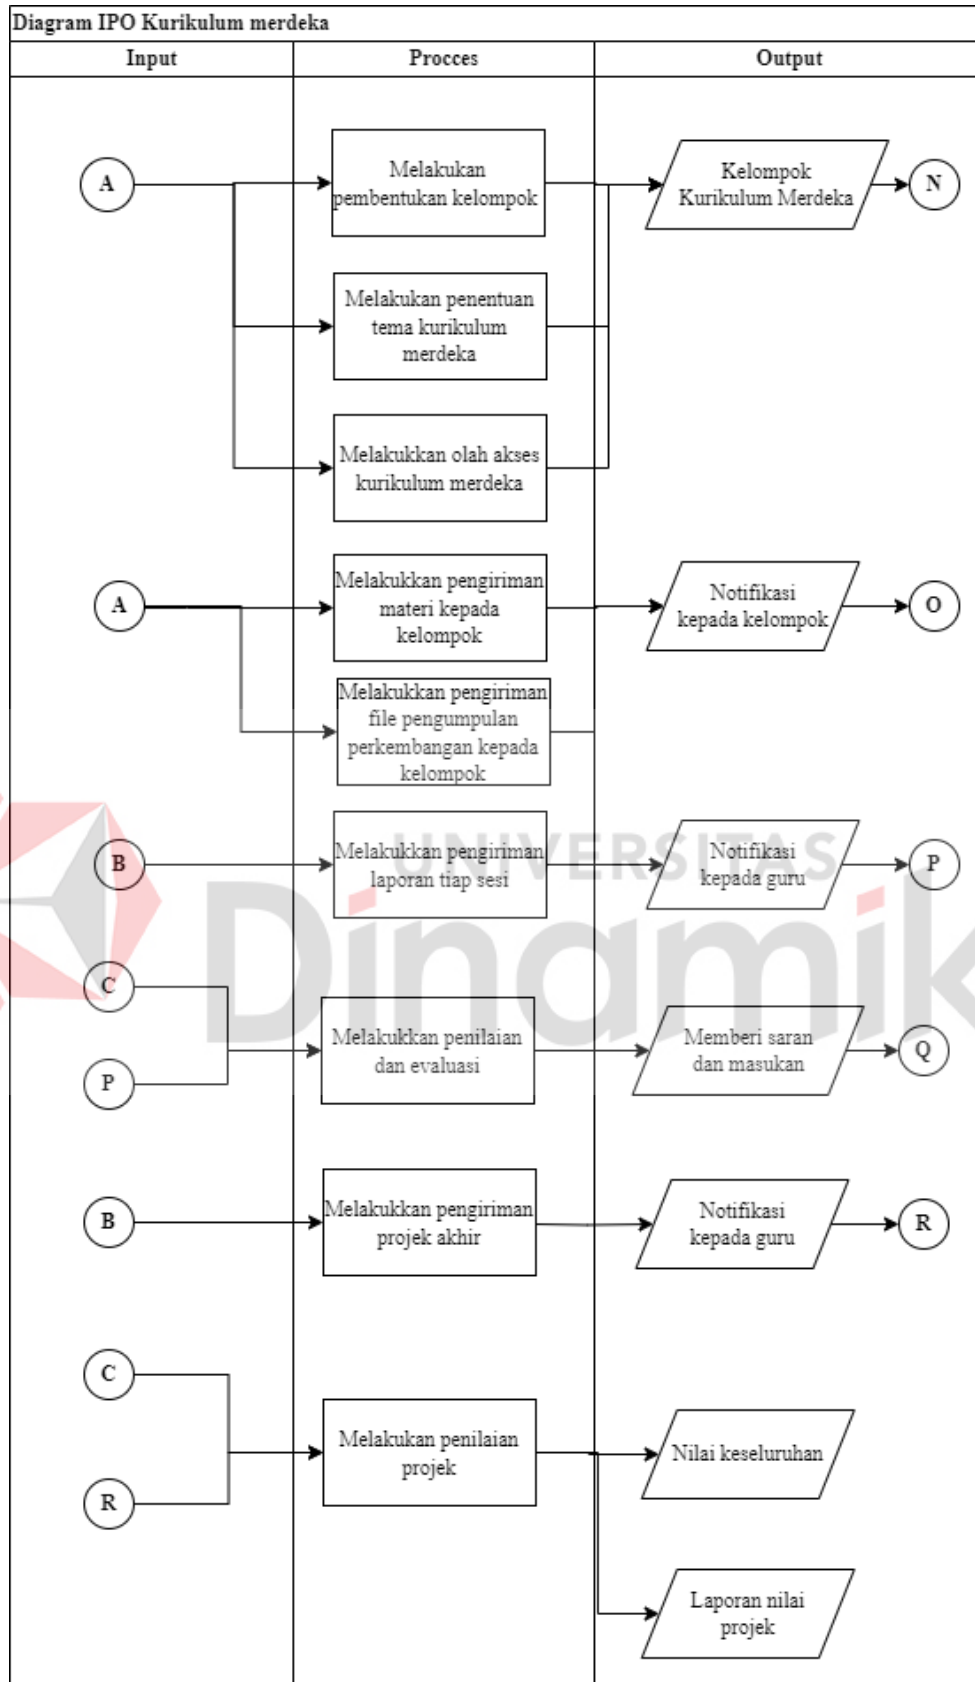 Diagram IPO Kurikulum merdeka
Input
Procces
Output
A
Melakukan
pembentukan kelompok
Kelompok
Kurikulum Merdeka
N
Melakukan penentuan
tema kurikulum
merdeka
Melakukkan olah akses
kurikulum merdeka
A
Melakukkan pengiriman
materi kepada
kelompok
Notifikasi
kepada kelompok
O
Melakukkan pengiriman
file pengumpulan
perkembangan kepada
kelompok
B
Melakukkan pengiriman
laporan tiap sesi
Notifikasi
kepada guru
P
UNIVERSITAS
Dinamik
C
P
Melakukkan penilaian
dan evaluasi
Memberi saran
dan masukan
Q
B
Melakukkan pengiriman
projek akhir
Notifikasi
kepada guru
R
C
R
Melakukan penilaian
projek
Nilai keseluruhan
Laporan nilai
projek